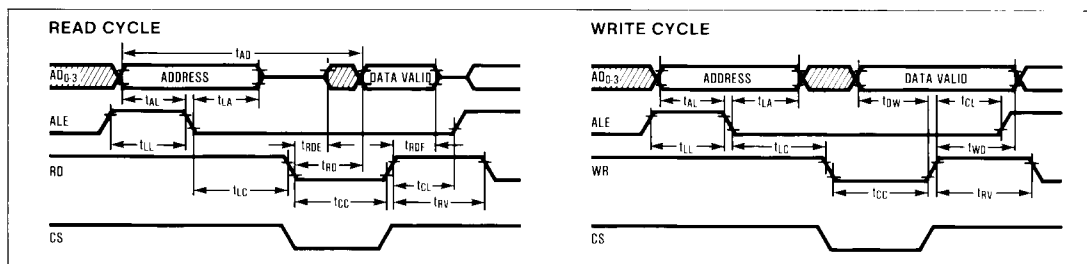 READ CYCLE
tAD
AD0-3 ADDRESS DATA VALID
tAL tLA
ALE
tLL tRDE tRDF
RD tRD
tLC tCL
tCC tRV
CS
WRITE CYCLE
AD0-3 ADDRESS DATA VALID
tAL tLA tDW tCL
ALE
tLL tLC tWD
WR
tCC tRV
CS